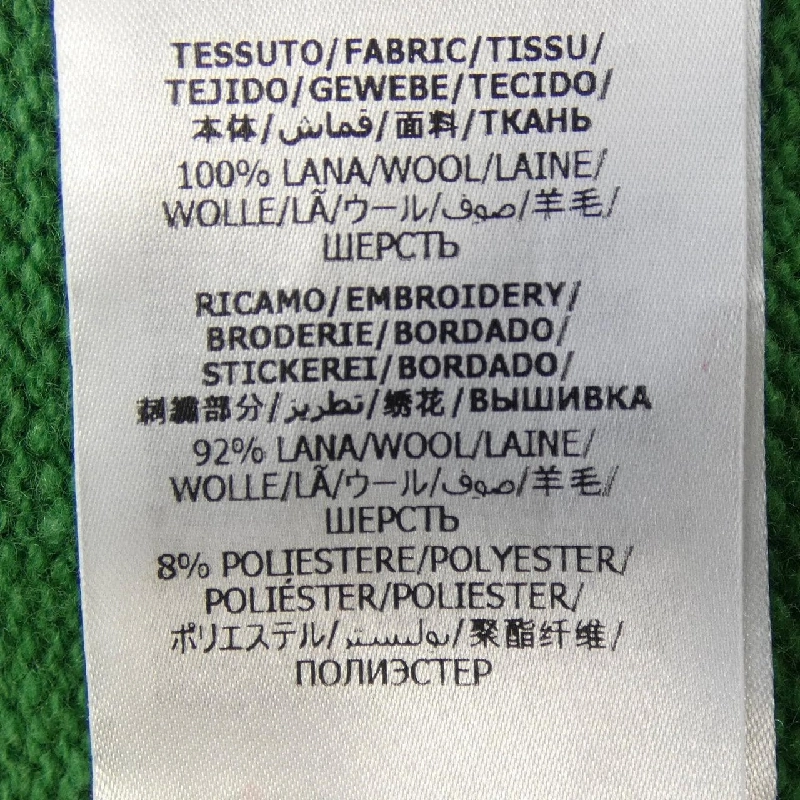 TESSUTO/FABRIC/TISSU/
TEJIDO/GEWEBE/TECIDO/
本体/قماش/面料/ТКАНЬ
100% LANA/WOOL/LAINE/
WOLLE/LÃ/ウール/صوف/羊毛/
ШЕРСТЬ
RICAMO/EMBROIDERY/
BRODERIE/BORDADO/
STICKEREI/BORDADO/
刺繍部分/تطريز/绣花/ВЫШИВКА
92% LANA/WOOL/LAINE/
WOLLE/LÃ/ウール/صوف/羊毛/
ШЕРСТЬ
8% POLIESTERE/POLYESTER/
POLIÉSTER/POLIESTER/
ポリエステル/بوليستر/聚酯纤维/
ПОЛИЭСТЕР